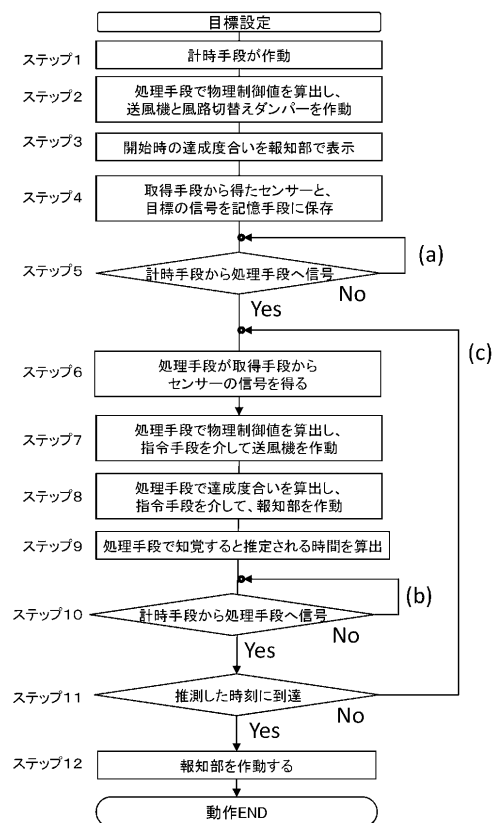 目標設定
ステップ1
計時手段が作動
ステップ2
処理手段で物理制御値を算出し、
送風機と風路切替えダンパーを作動
ステップ3
開始時の達成度合いを報知部で表示
ステップ4
取得手段から得たセンサーと、
目標の信号を記憶手段に保存
(a)
ステップ5
計時手段から処理手段へ信号
No
Yes
(c)
ステップ6
処理手段が取得手段から
センサーの信号を得る
ステップ7
処理手段で物理制御値を算出し、
指令手段を介して送風機を作動
ステップ8
処理手段で達成度合いを算出し、
指令手段を介して、報知部を作動
ステップ9
処理手段で知覚すると推定される時間を算出
(b)
ステップ10
計時手段から処理手段へ信号
No
Yes
ステップ11
推測した時刻に到達
No
Yes
ステップ12
報知部を作動する
動作END